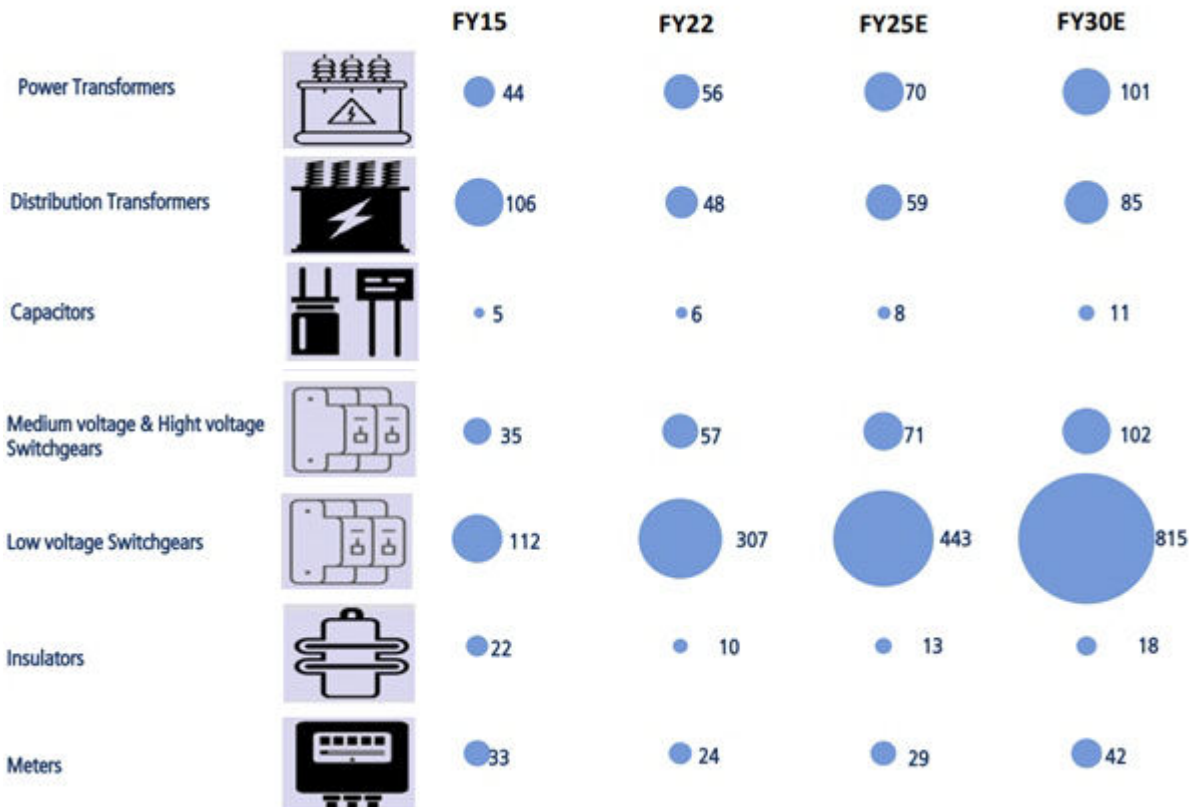 FY15 FY22 FY25E FY30E
Power Transformers 44 56 70 101
Distribution Transformers 106 48 59 85
Capacitors 5 6 8 11
Medium voltage & Hight voltage
Switchgears 35 57 71 102
Low voltage Switchgears 112 307 443 815
Insulators 22 10 13 18
Meters 33 24 29 42